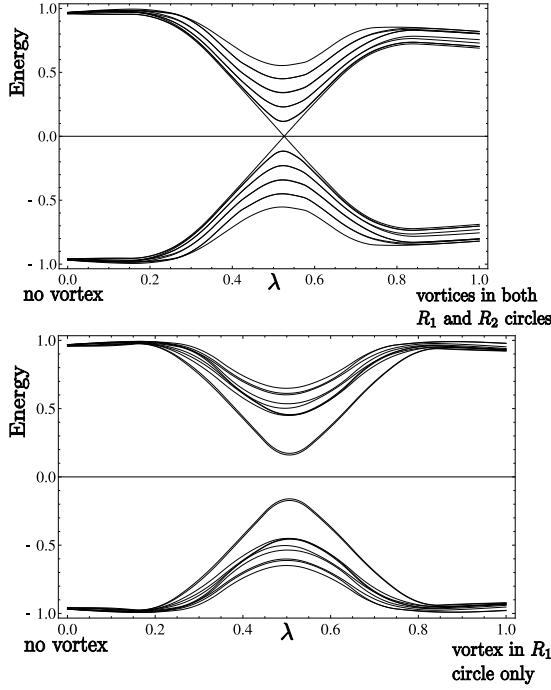 1.0
0.5
Energy
0.0
- 0.5
- 1.0
0.0 0.2 0.4 0.6 0.8 1.0
no vortex λ vortices in both
R1 and R2 circles
1.0
0.5
Energy
0.0
- 0.5
- 1.0
0.0 0.2 0.4 0.6 0.8 1.0
no vortex λ vortex in R1
circle only